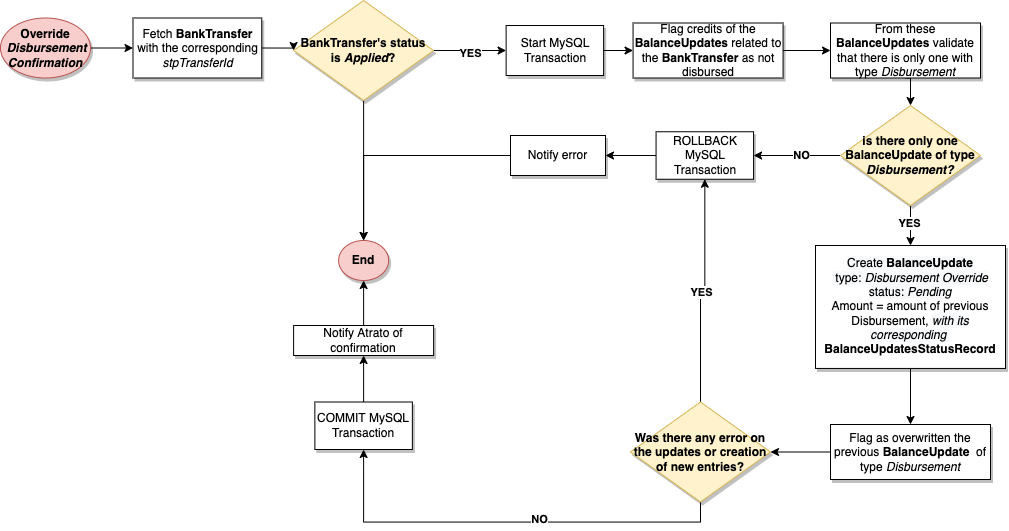 Override
Disbursement
Confirmation
Fetch BankTransfer
with the corresponding
stpTransferId
BankTransfer's status
is Applied?
YES
Start MySQL
Transaction
Flag credits of the
BalanceUpdates related to
the BankTransfer as not
disbursed
From these
BalanceUpdates validate
that there is only one with
type Disbursement
is there only one
BalanceUpdate of type
Disbursement?
NO
ROLLBACK
MySQL
Transaction
Notify error
YES
Create BalanceUpdate
type: Disbursement Override
status: Pending
Amount = amount of previous
Disbursement, with its
corresponding
BalanceUpdatesStatusRecord
Flag as overwritten the
previous BalanceUpdate of
type Disbursement
Was there any error on
the updates or creation
of new entries?
YES
NO
COMMIT MySQL
Transaction
Notify Atrato of
confirmation
End